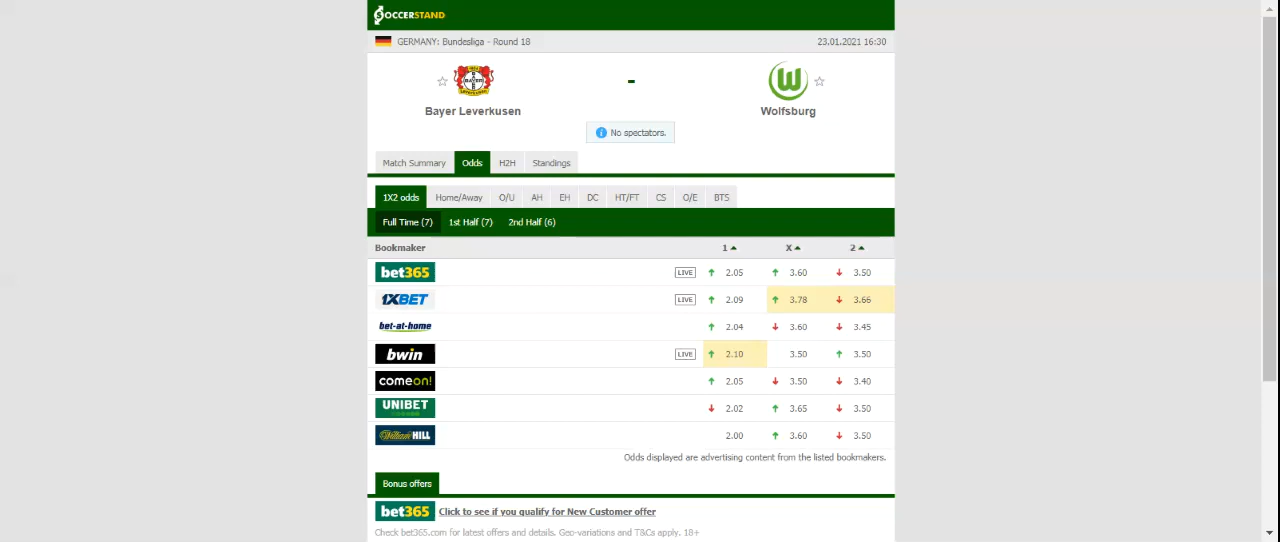 SOCCERSTAND
GERMANY: Bundesliga - Round 18 23.01.2021 16:30
-
Bayer Leverkusen Wolfsburg
No spectators.
Match Summary Odds H2H Standings
1X2 odds Home/Away O/U AH EH DC HT/FT CS O/E BTS
Full Time (7) 1st Half (7) 2nd Half (6)
Bookmaker 1 X 2
bet365 LIVE 2.05 3.60 3.50
1XBET LIVE 2.09 3.78 3.66
bet-at-home 2.04 3.60 3.45
bwin LIVE 2.10 3.50 3.50
comeon! 2.05 3.50 3.40
UNIBET 2.02 3.65 3.50
William HILL 2.00 3.60 3.50
Odds displayed are advertising content from the listed bookmakers.
Bonus offers
bet365 Click to see if you qualify for New Customer offer
Check bet365.com for latest offers and details. Geo-variations and T&Cs apply. 18+